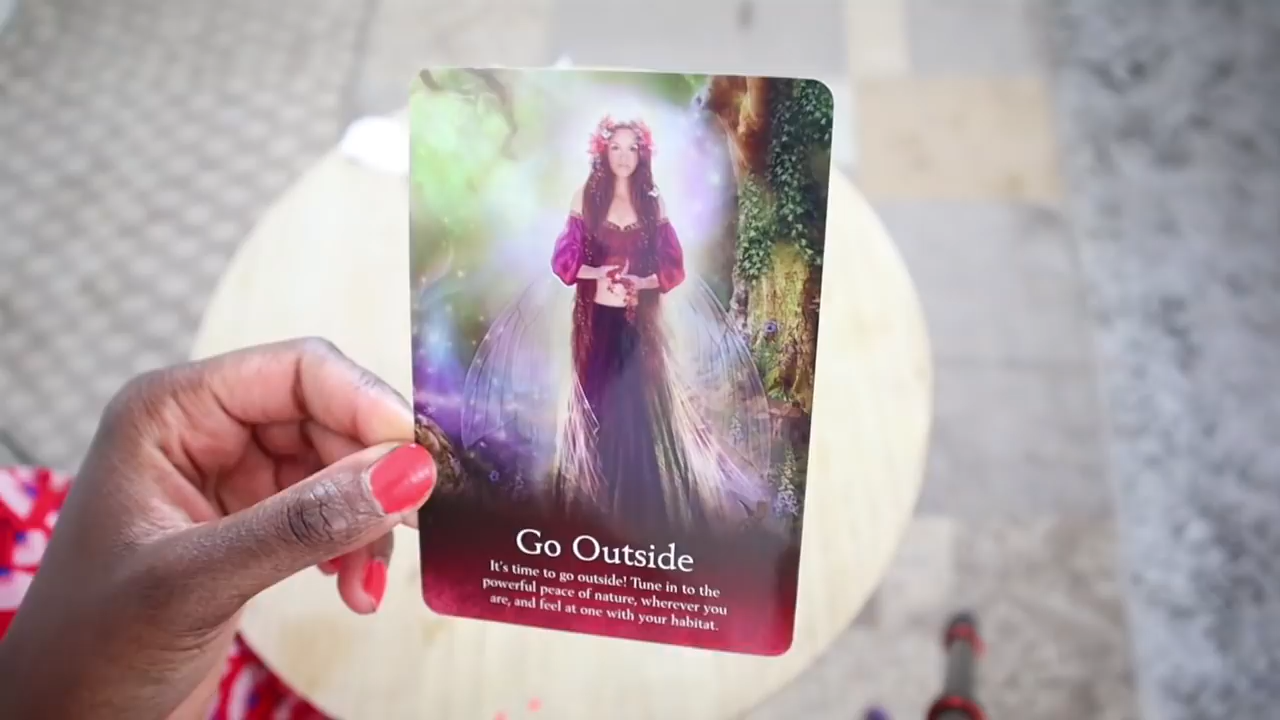 Go Outside
It's time to go outside! Tune in to the
powerful peace of nature, wherever you
are, and feel at one with your habitat.